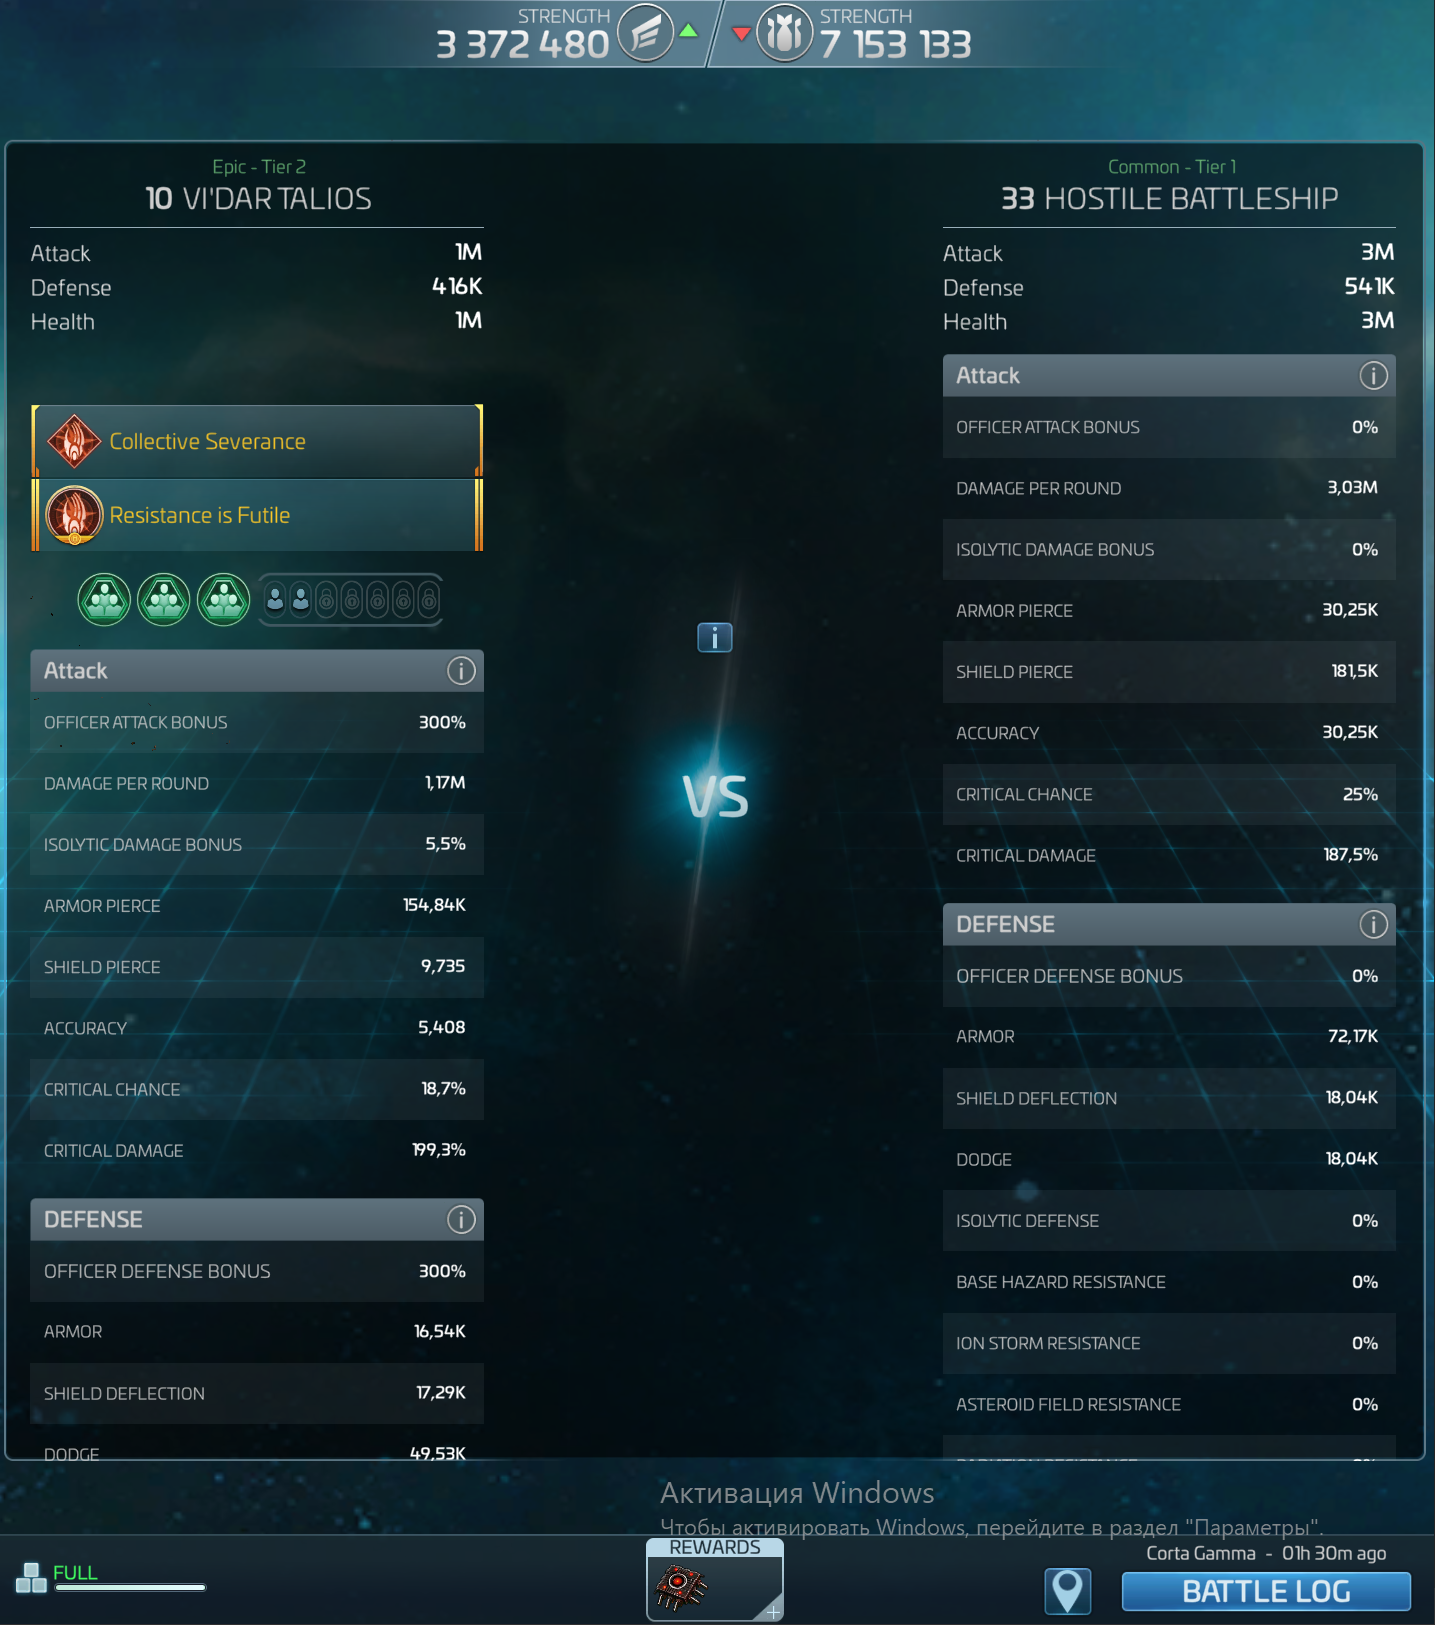 STRENGTH
3 372 480
STRENGTH
7 153 133
Epic - Tier 2
10 VI'DAR TALIOS
Attack 1M
Defense 416K
Health 1M
Collective Severance
Resistance is Futile
Attack
OFFICER ATTACK BONUS 300%
DAMAGE PER ROUND 1,17M
ISOLYTIC DAMAGE BONUS 5,5%
ARMOR PIERCE 154,84K
SHIELD PIERCE 9,735
ACCURACY 5,408
CRITICAL CHANCE 18,7%
CRITICAL DAMAGE 199,3%
DEFENSE
OFFICER DEFENSE BONUS 300%
ARMOR 16,54K
SHIELD DEFLECTION 17,29K
DODGE 49,53K
VS
Common - Tier 1
33 HOSTILE BATTLESHIP
Attack 3M
Defense 541K
Health 3M
Attack
OFFICER ATTACK BONUS 0%
DAMAGE PER ROUND 3,03M
ISOLYTIC DAMAGE BONUS 0%
ARMOR PIERCE 30,25K
SHIELD PIERCE 181,5K
ACCURACY 30,25K
CRITICAL CHANCE 25%
CRITICAL DAMAGE 187,5%
DEFENSE
OFFICER DEFENSE BONUS 0%
ARMOR 72,17K
SHIELD DEFLECTION 18,04K
DODGE 18,04K
ISOLYTIC DEFENSE 0%
BASE HAZARD RESISTANCE 0%
ION STORM RESISTANCE 0%
ASTEROID FIELD RESISTANCE 0%
Активация Windows
Чтобы активировать Windows, перейдите в раздел "Параметры".
FULL
REWARDS
Corta Gamma - 01h 30m ago
BATTLE LOG